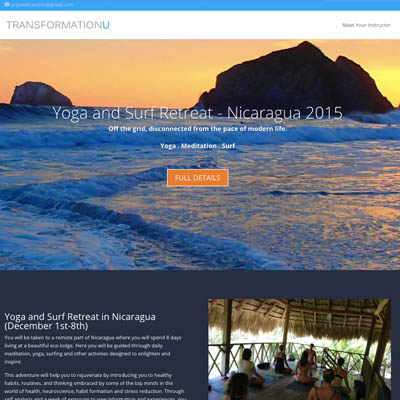 TRANSFORMATIONU
Meet Your Instructor
Yoga and Surf Retreat - Nicaragua 2015
Off the grid, disconnected from the pace of modern life.
Yoga . Meditation . Surf
FULL DETAILS
Yoga and Surf Retreat in Nicaragua
(December 1st-8th)
You will be taken to a remote part of Nicaragua where you will spend 8 days
living at a beautiful eco-lodge. Here you will be guided through daily
meditation, yoga, surfing and other activities designed to enlighten and
inspire.
This adventure will help you to rejuvenate by introducing you to healthy
habits, routines, and thinking embraced by some of the top minds in the
world of health, neuroscience, habit formation and stress reduction. Through
self analysis and a week of exposure to new information and experiences, you